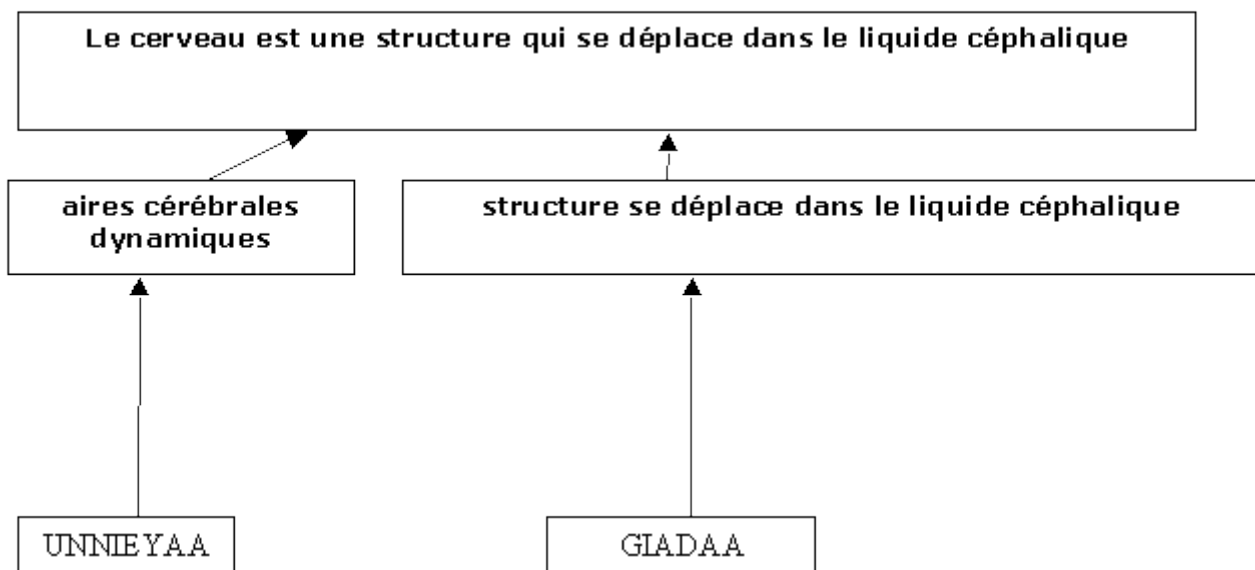 Le cerveau est une structure qui se déplace dans le liquide céphalique
aires cérébrales
dynamiques
structure se déplace dans le liquide céphalique
UNNIEYAA
GIADAA